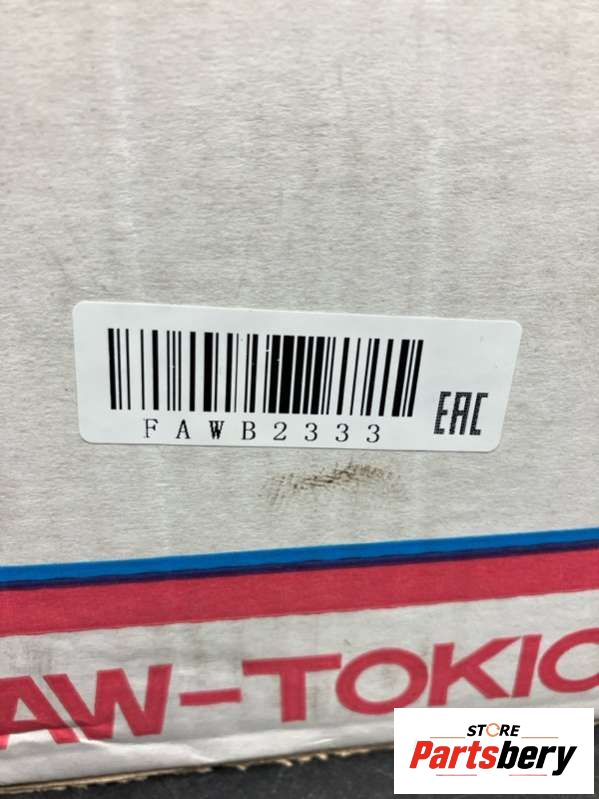 FAWB2333
EAC
AW-TOKIC
STORE
Partsbery